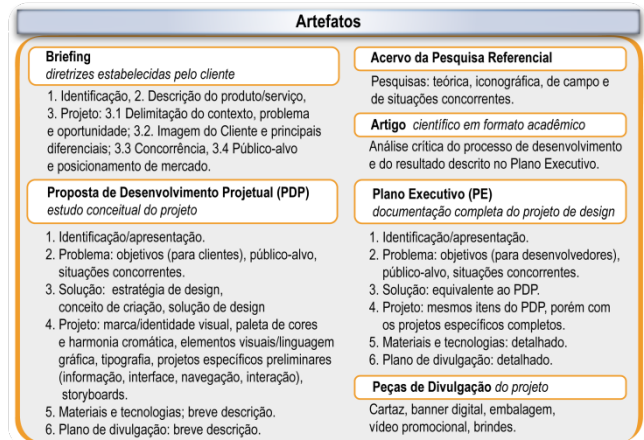 Artefatos
Briefing
diretrizes estabelecidas pelo cliente
1. Identificação, 2. Descrição do produto/serviço,
3. Projeto: 3.1 Delimitação do contexto, problema
e oportunidade; 3.2. Imagem do Cliente e principais
diferenciais; 3.3 Concorrência, 3.4 Público-alvo
e posicionamento de mercado.
Proposta de Desenvolvimento Projetual (PDP)
estudo conceitual do projeto
1. Identificação/apresentação.
2. Problema: objetivos (para clientes), público-alvo,
situações concorrentes.
3. Solução: estratégia de design,
conceito de criação, solução de design
4. Projeto: marca/identidade visual, paleta de cores
e harmonia cromática, elementos visuais/linguagem
gráfica, tipografia, projetos específicos preliminares
(informação, interface, navegação, interação),
storyboards.
5. Materiais e tecnologias; breve descrição.
6. Plano de divulgação: breve descrição.
Acervo da Pesquisa Referencial
Pesquisas: teórica, iconográfica, de campo e
de situações concorrentes.
Artigo científico em formato acadêmico
Análise crítica do processo de desenvolvimento
e do resultado descrito no Plano Executivo.
Plano Executivo (PE)
documentação completa do projeto de design
1. Identificação/apresentação.
2. Problema: objetivos (para desenvolvedores),
público-alvo, situações concorrentes.
3. Solução: equivalente ao PDP.
4. Projeto: mesmos itens do PDP, porém com
os projetos específicos completos.
5. Materiais e tecnologias: detalhado.
6. Plano de divulgação: detalhado.
Peças de Divulgação do projeto
Cartaz, banner digital, embalagem,
vídeo promocional, brindes.